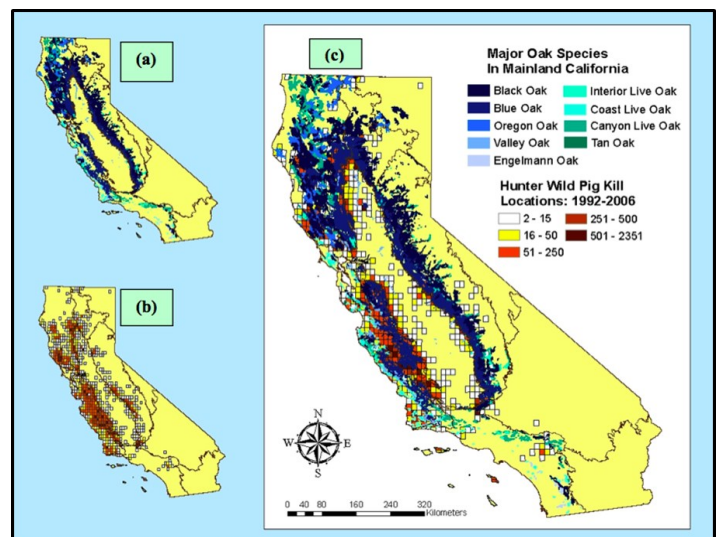 (a)
(b)
(c)
Major Oak Species
In Mainland California
Black Oak
Blue Oak
Oregon Oak
Valley Oak
Engelmann Oak
Interior Live Oak
Coast Live Oak
Canyon Live Oak
Tan Oak
Hunter Wild Pig Kill
Locations: 1992-2006
2 - 15
16 - 50
51 - 250
251 - 500
501 - 2351
N
W E
S
0 40 80 160 240 320
Kilometers